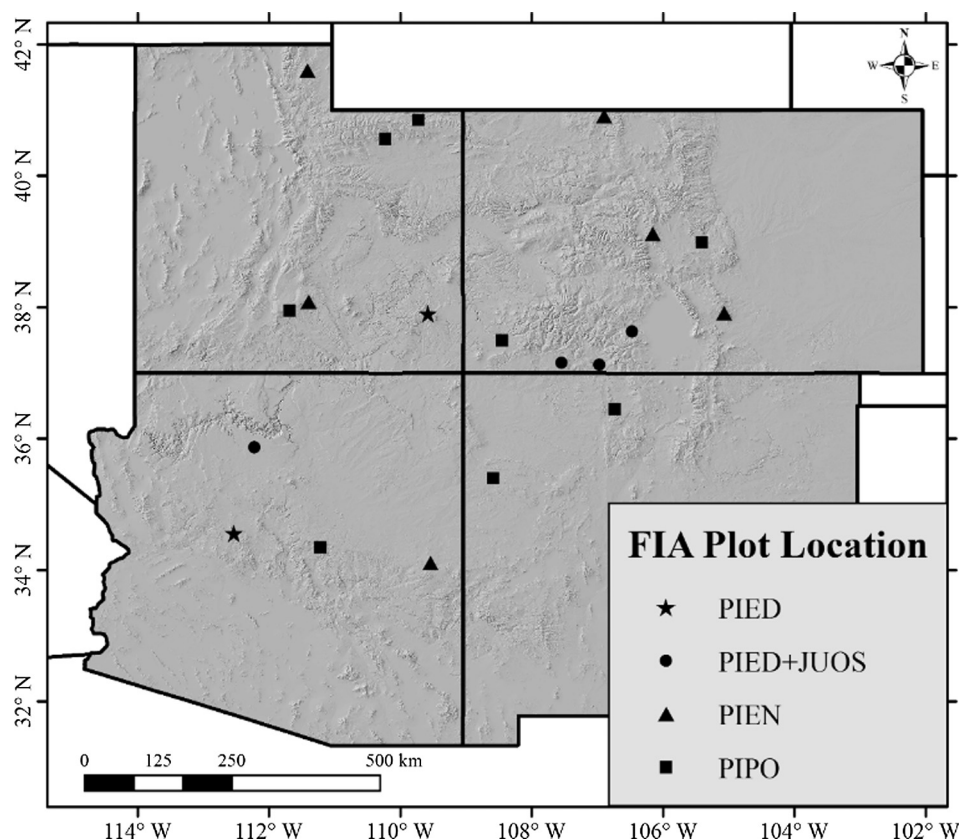 N
W E
S
42° N
40° N
38° N
36° N
34° N
32° N
FIA Plot Location
PIED
PIED+JUOS
PIEN
PIPO
0 125 250 500 km
114° W 112° W 110° W 108° W 106° W 104° W 102° W